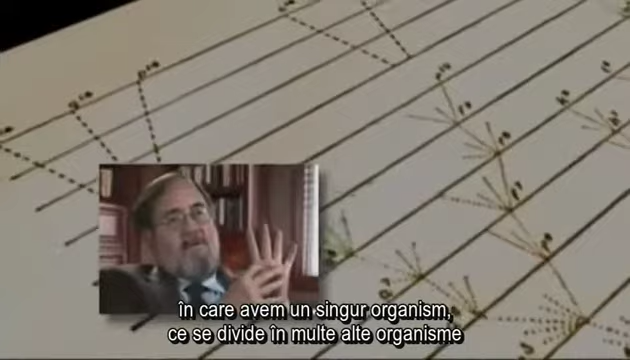 în care avem un singur organism,
ce se divide în multe alte organisme